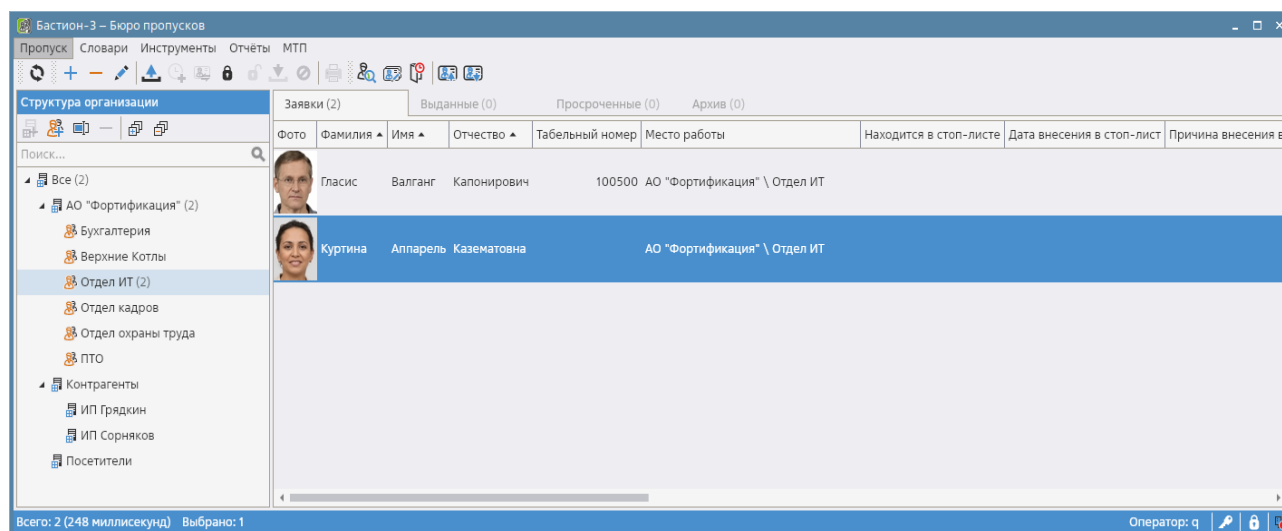 Бастион-3 – Бюро пропусков
Пропуск Словари Инструменты Отчёты МТП
Структура организации
Поиск...
Все (2)
АО "Фортификация" (2)
Бухгалтерия
Верхние Котлы
Отдел ИТ (2)
Отдел кадров
Отдел охраны труда
ПТО
Контрагенты
ИП Грядкин
ИП Сорняков
Посетители
Заявки (2) Выданные (0) Просроченные (0) Архив (0)
Фото Фамилия Имя Отчество Табельный номер Место работы Находится в стоп-листе Дата внесения в стоп-лист Причина внесения в
Гласис Валганг Капонирович 100500 АО "Фортификация" \ Отдел ИТ
Куртина Аппарель Казематовна АО "Фортификация" \ Отдел ИТ
Всего: 2 (248 миллисекунд) Выбрано: 1 Оператор: q